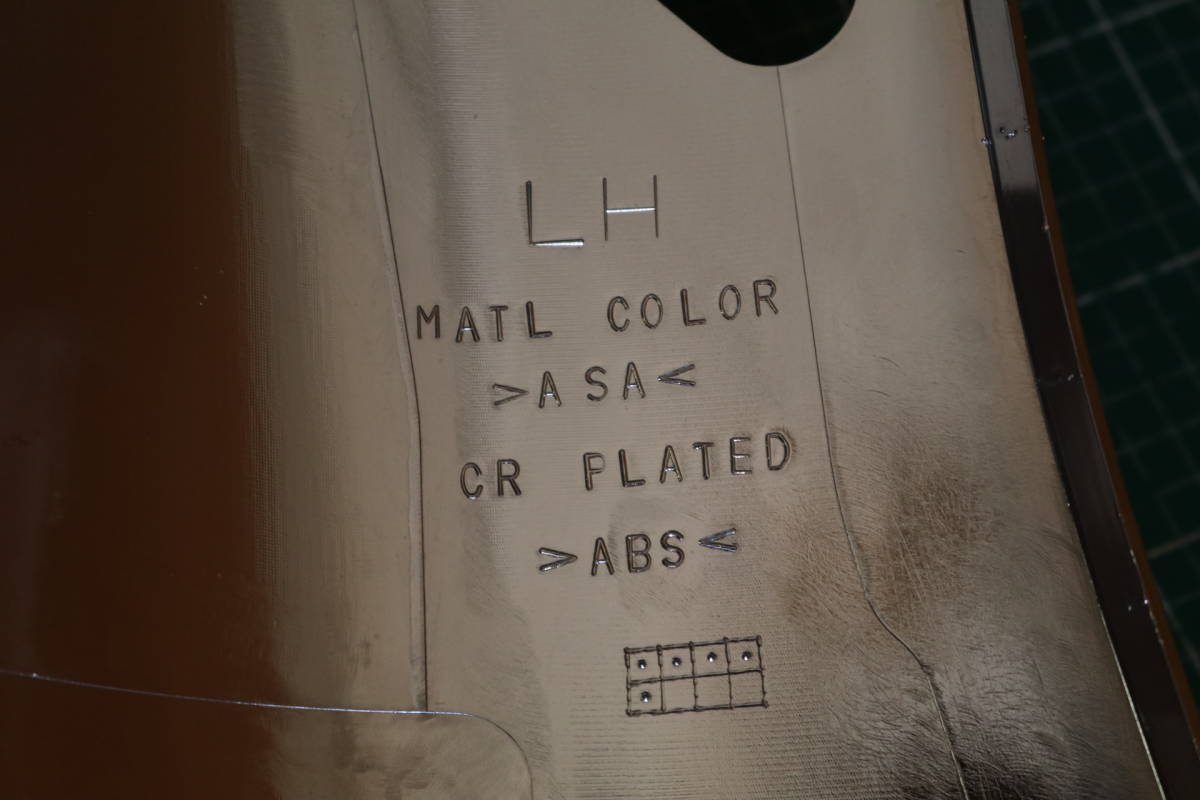 LH
MATL COLOR
>ASA<
CR PLATED
>ABS<